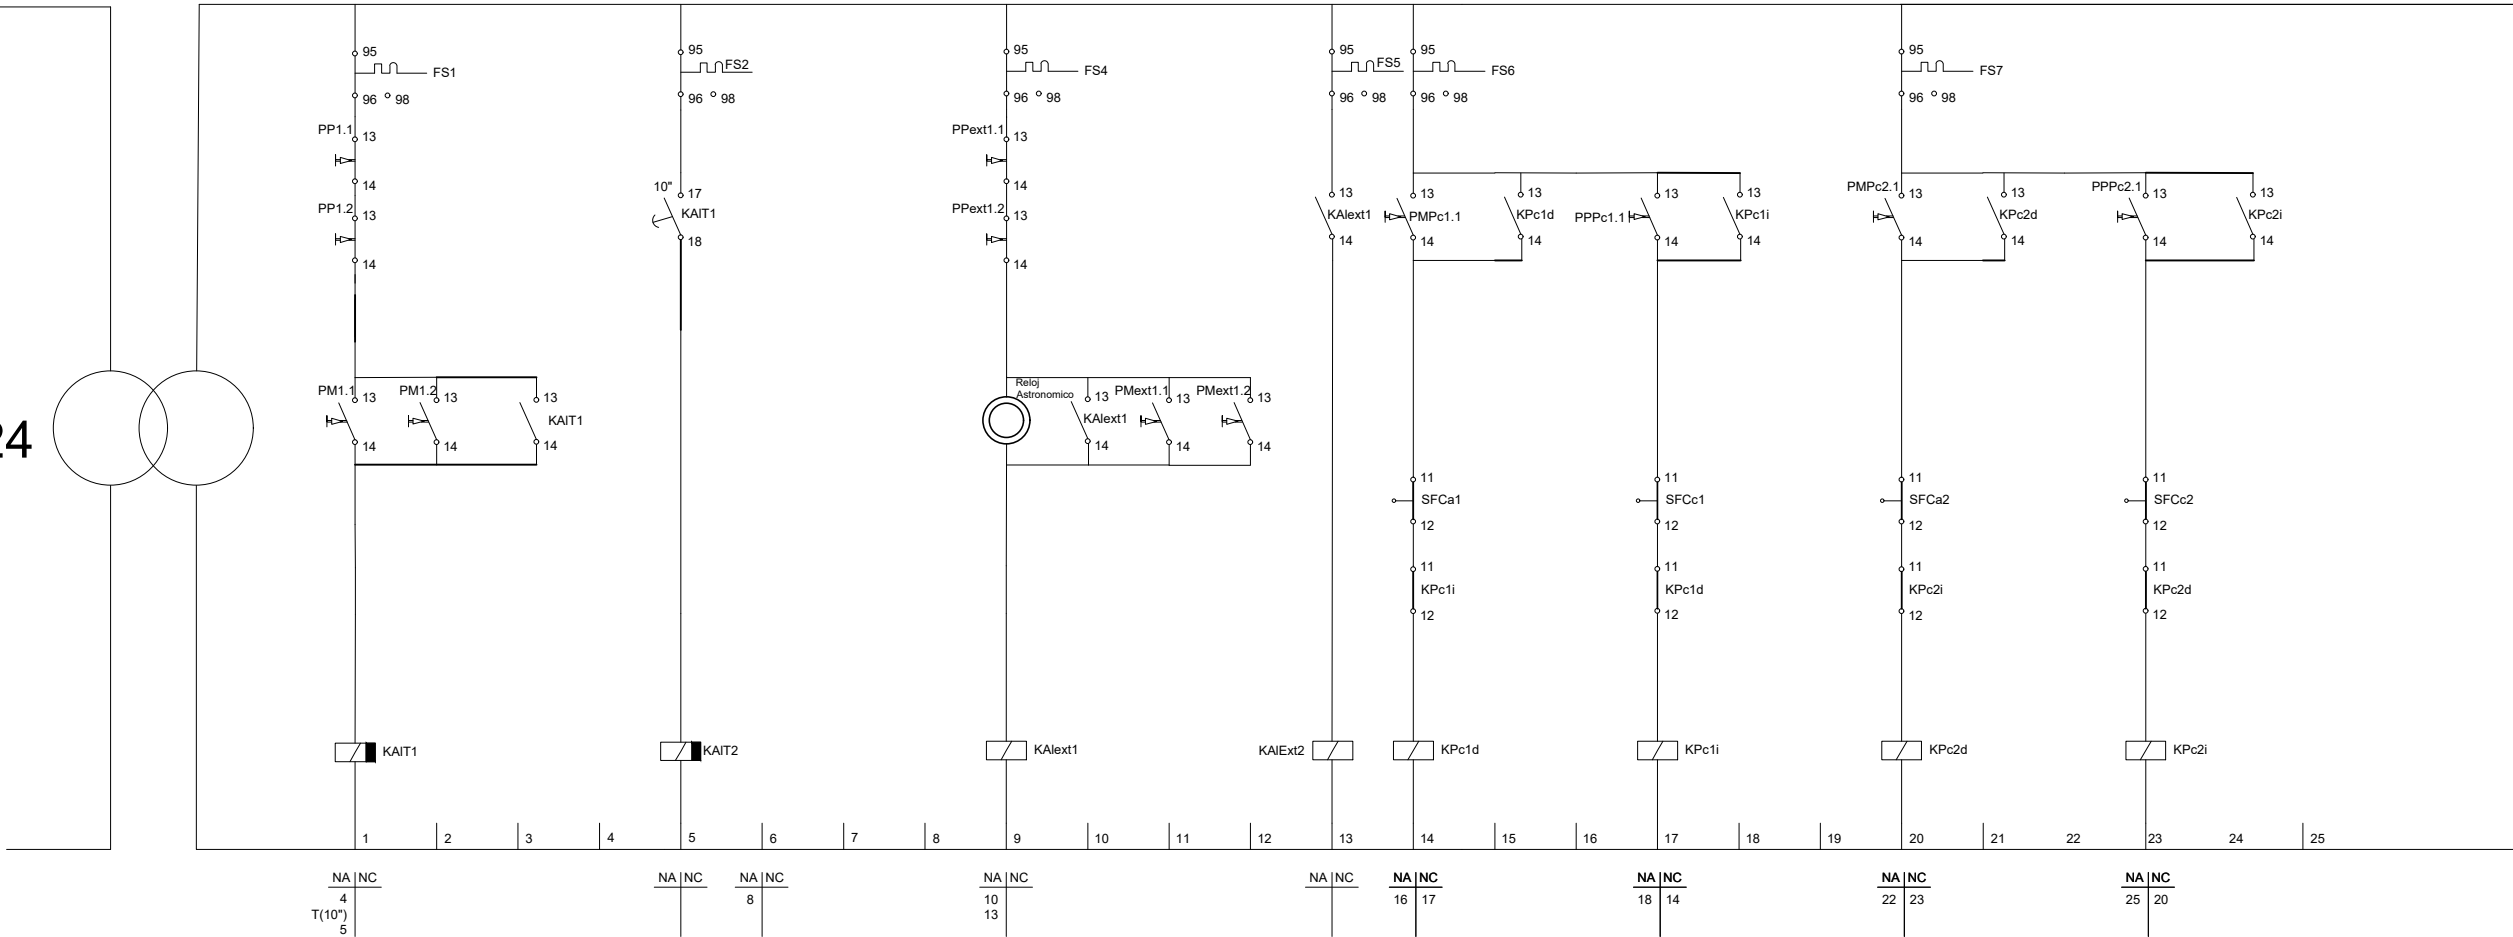 95 95 95 95 95 95
FS1 FS2 FS4 FS5 FS6 FS7
96 98 96 98 96 98 96 98 96 98 96 98
PP1.1 13 PPext1.1 13
14 14
10" 17 13 13 13 13 13 PMPc2.1 13 13 PPPc2.1 13 13
PP1.2 13 KAIT1 PPext1.2 13 KAlext1 PMPc1.1 KPc1d PPPc1.1 KPc1i KPc2d KPc2i
18 14 14 14 14 14 14 14 14 14
14 14
Reloj
Astronomico
PM1.1 13 PM1.2 13 13 13 PMext1.1 13 PMext1.2 13
KAIT1 KAlext1
14 14 14 14 14 14
24
11 11 11 11
SFCa1 SFCc1 SFCa2 SFCc2
12 12 12 12
11 11 11 11
KPc1i KPc1d KPc2i KPc2d
12 12 12 12
KAIT1 KAIT2 KAlext1 KAlExt2 KPc1d KPc1i KPc2d KPc2i
1 2 3 4 5 6 7 8 9 10 11 12 13 14 15 16 17 18 19 20 21 22 23 24 25
NA NC NA NC NA NC NA NC NA NC NA NC NA NC NA NC NA NC
4 8 10 16 17 18 14 22 23 25 20
T(10") 13
5